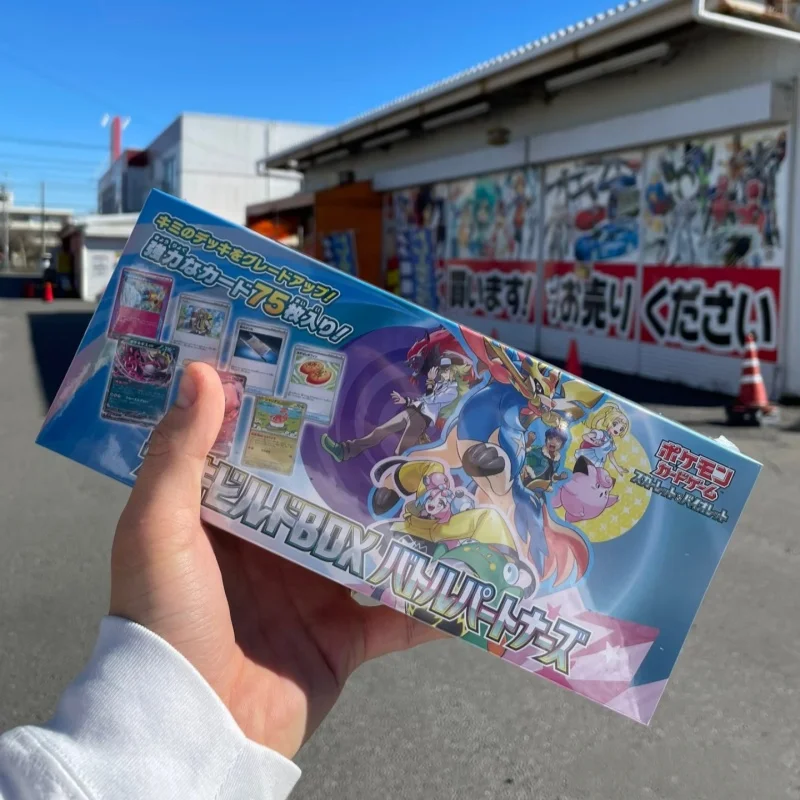 キミのデッキをグレードアップ!
強力なカード75枚入り!
ビルドBOX バトルパートナーズ
ポケモン
カードゲーム
スカーレット&バイオレット
買います!
お売りください